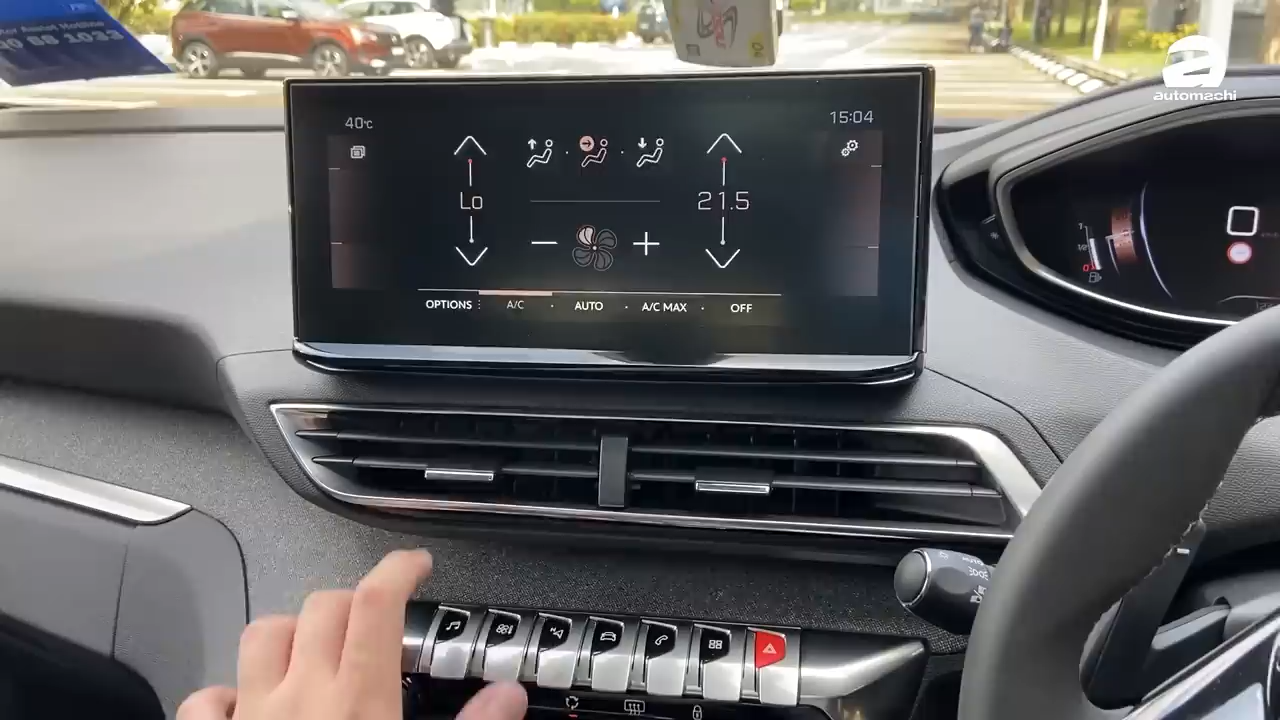 automachi
40°C
15:04
Lo
21.5
OPTIONS
A/C
AUTO
A/C MAX
OFF